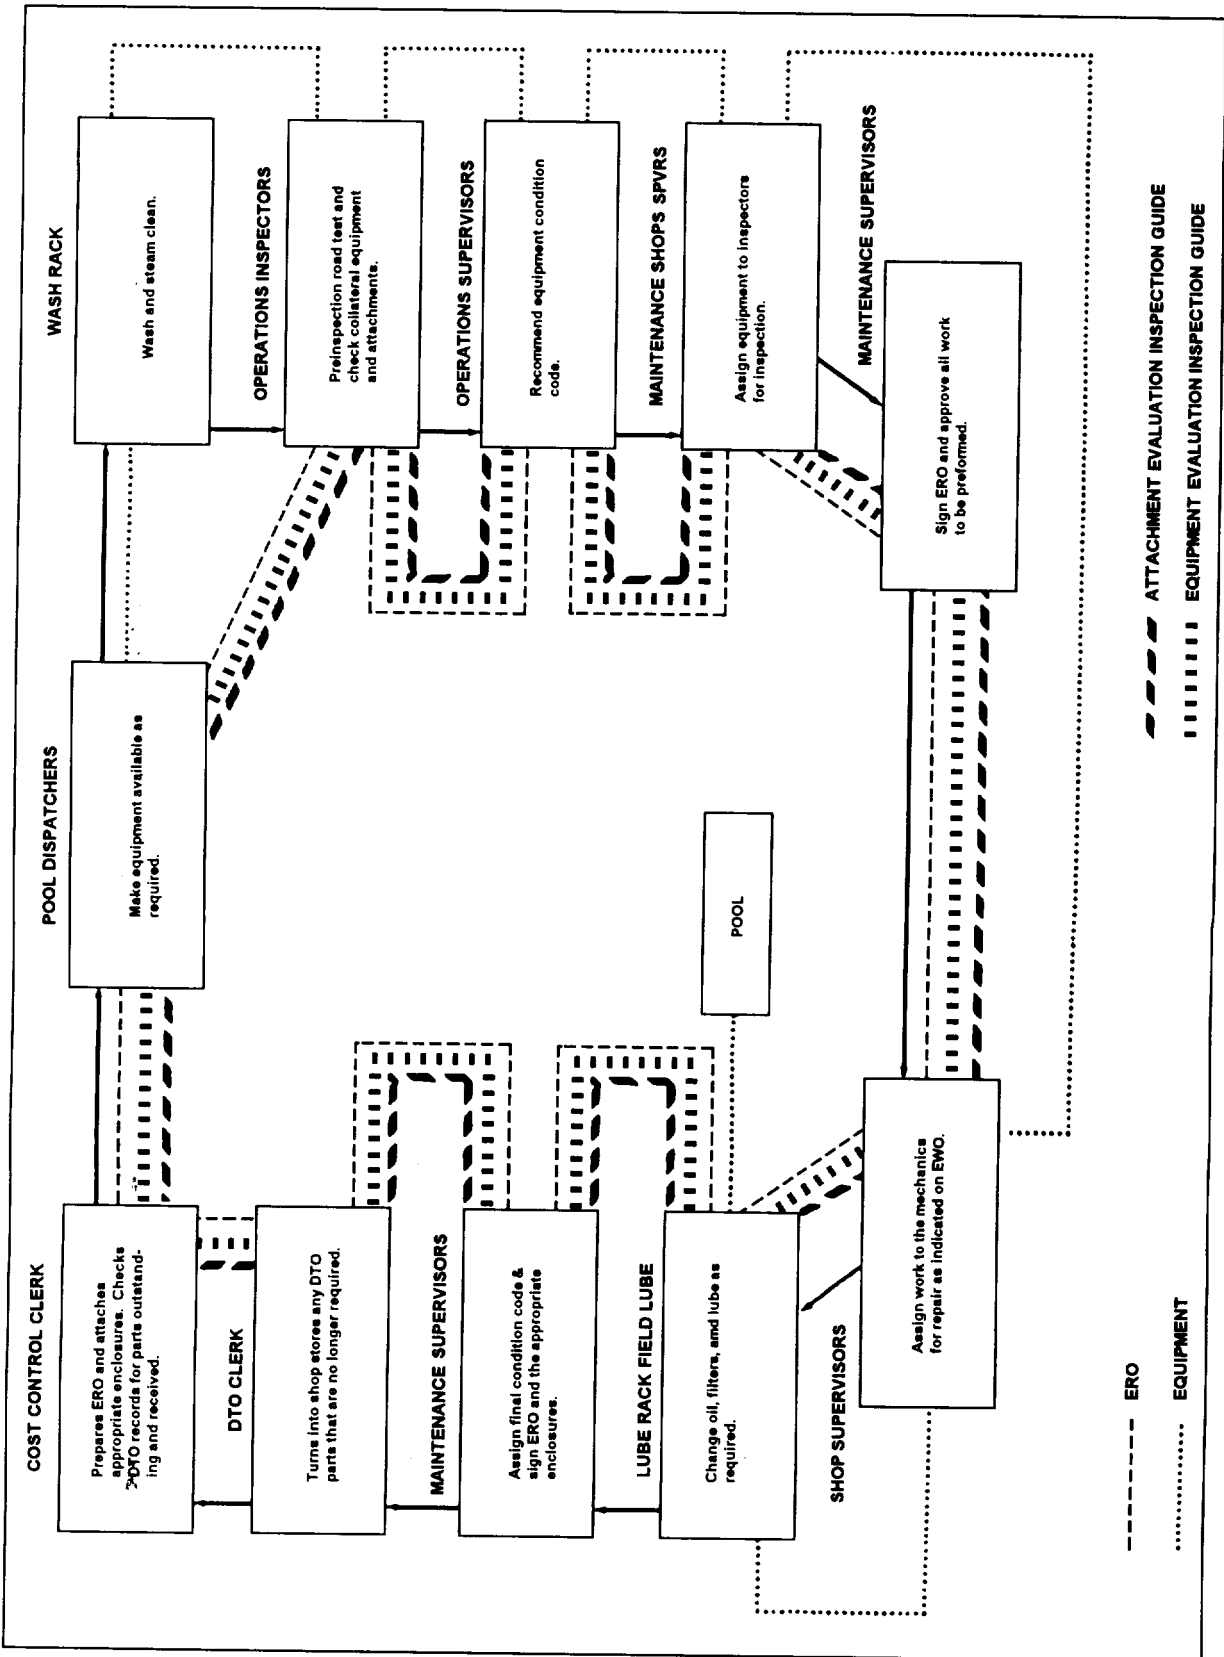 COST CONTROL CLERK
Prepares ERO and attaches
appropriate enclosures. Checks
DTO records for parts outstand-
ing and received.
POOL DISPATCHERS
Make equipment available as
required.
WASH RACK
Wash and steam clean.
DTO CLERK
Turns into shop stores any DTO
parts that are no longer required.
OPERATIONS INSPECTORS
Preinspection road test and
check collateral equipment
and attachments.
MAINTENANCE SUPERVISORS
Assign final condition code &
sign ERO and the appropriate
enclosures.
OPERATIONS SUPERVISORS
Recommend equipment condition
code.
LUBE RACK FIELD LUBE
Change oil, filters, amd lube as
required.
POOL
MAINTENANCE SHOPS SPVRS
Assign equipment to inspectors
for inspection.
SHOP SUPERVISORS
Assign work to the mechanics
for repair as indicated on EWO.
MAINTENANCE SUPERVISORS
Sign ERO and approve all work
to be preformed.
ERO
EQUIPMENT
ATTACHMENT EVALUATION INSPECTION GUIDE
EQUIPMENT EVALUATION INSPECTION GUIDE